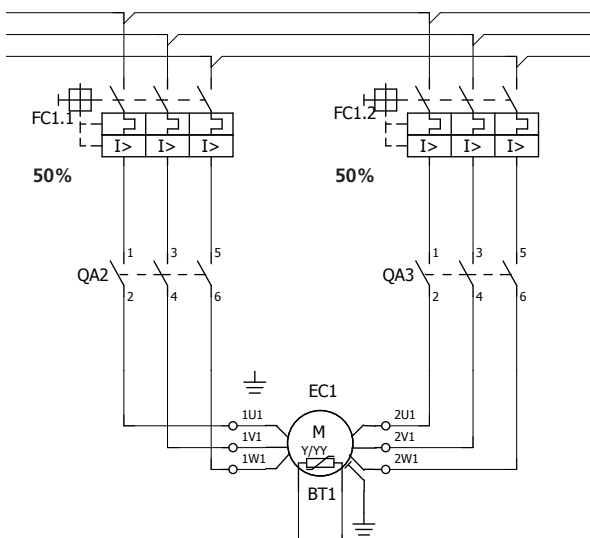 FC1.1
I> I> I>
50%
FC1.2
I> I> I>
50%
QA2
1 3 5
2 4 6
QA3
1 3 5
2 4 6
EC1
1U1
1V1
1W1
M
Y/YY
BT1
2U1
2V1
2W1